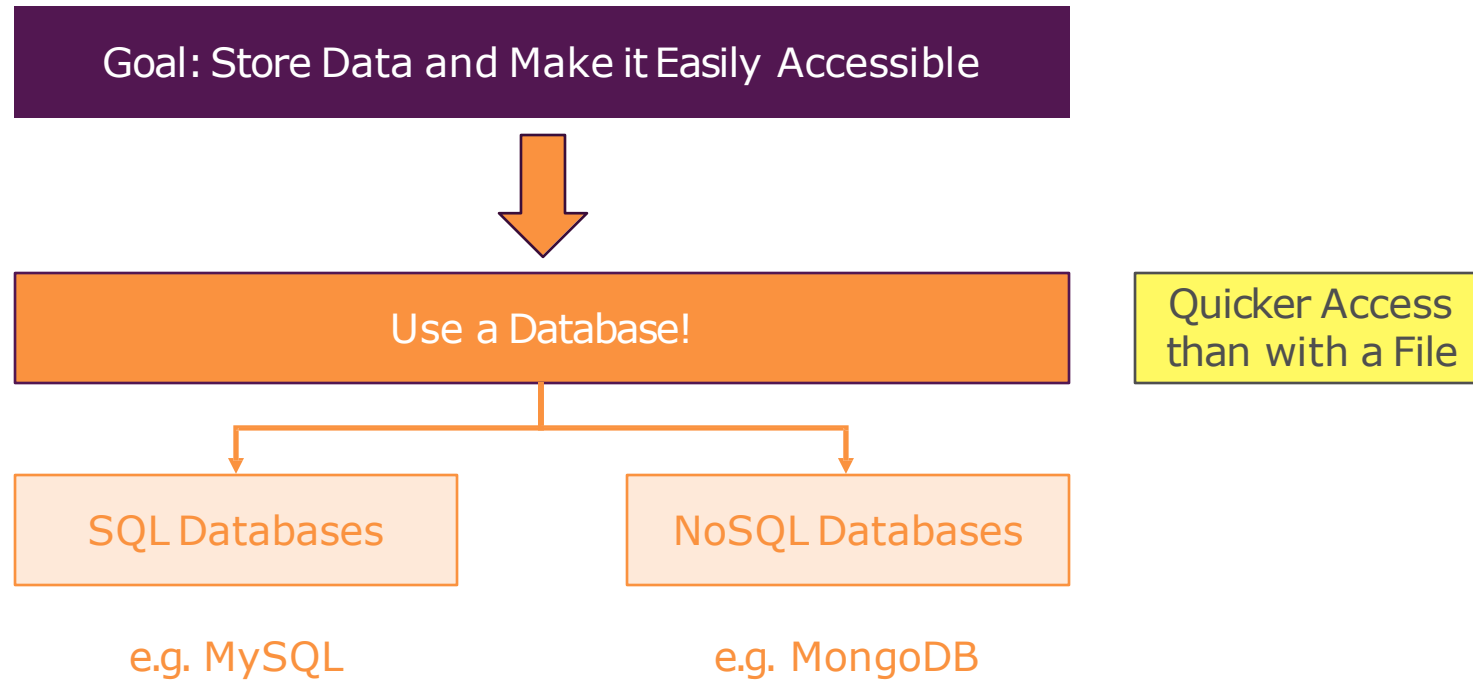 Goal: Store Data and Make it Easily Accessible
Use a Database!
Quicker Access
than with a File
SQL Databases
NoSQL Databases
e.g. MySQL
e.g. MongoDB